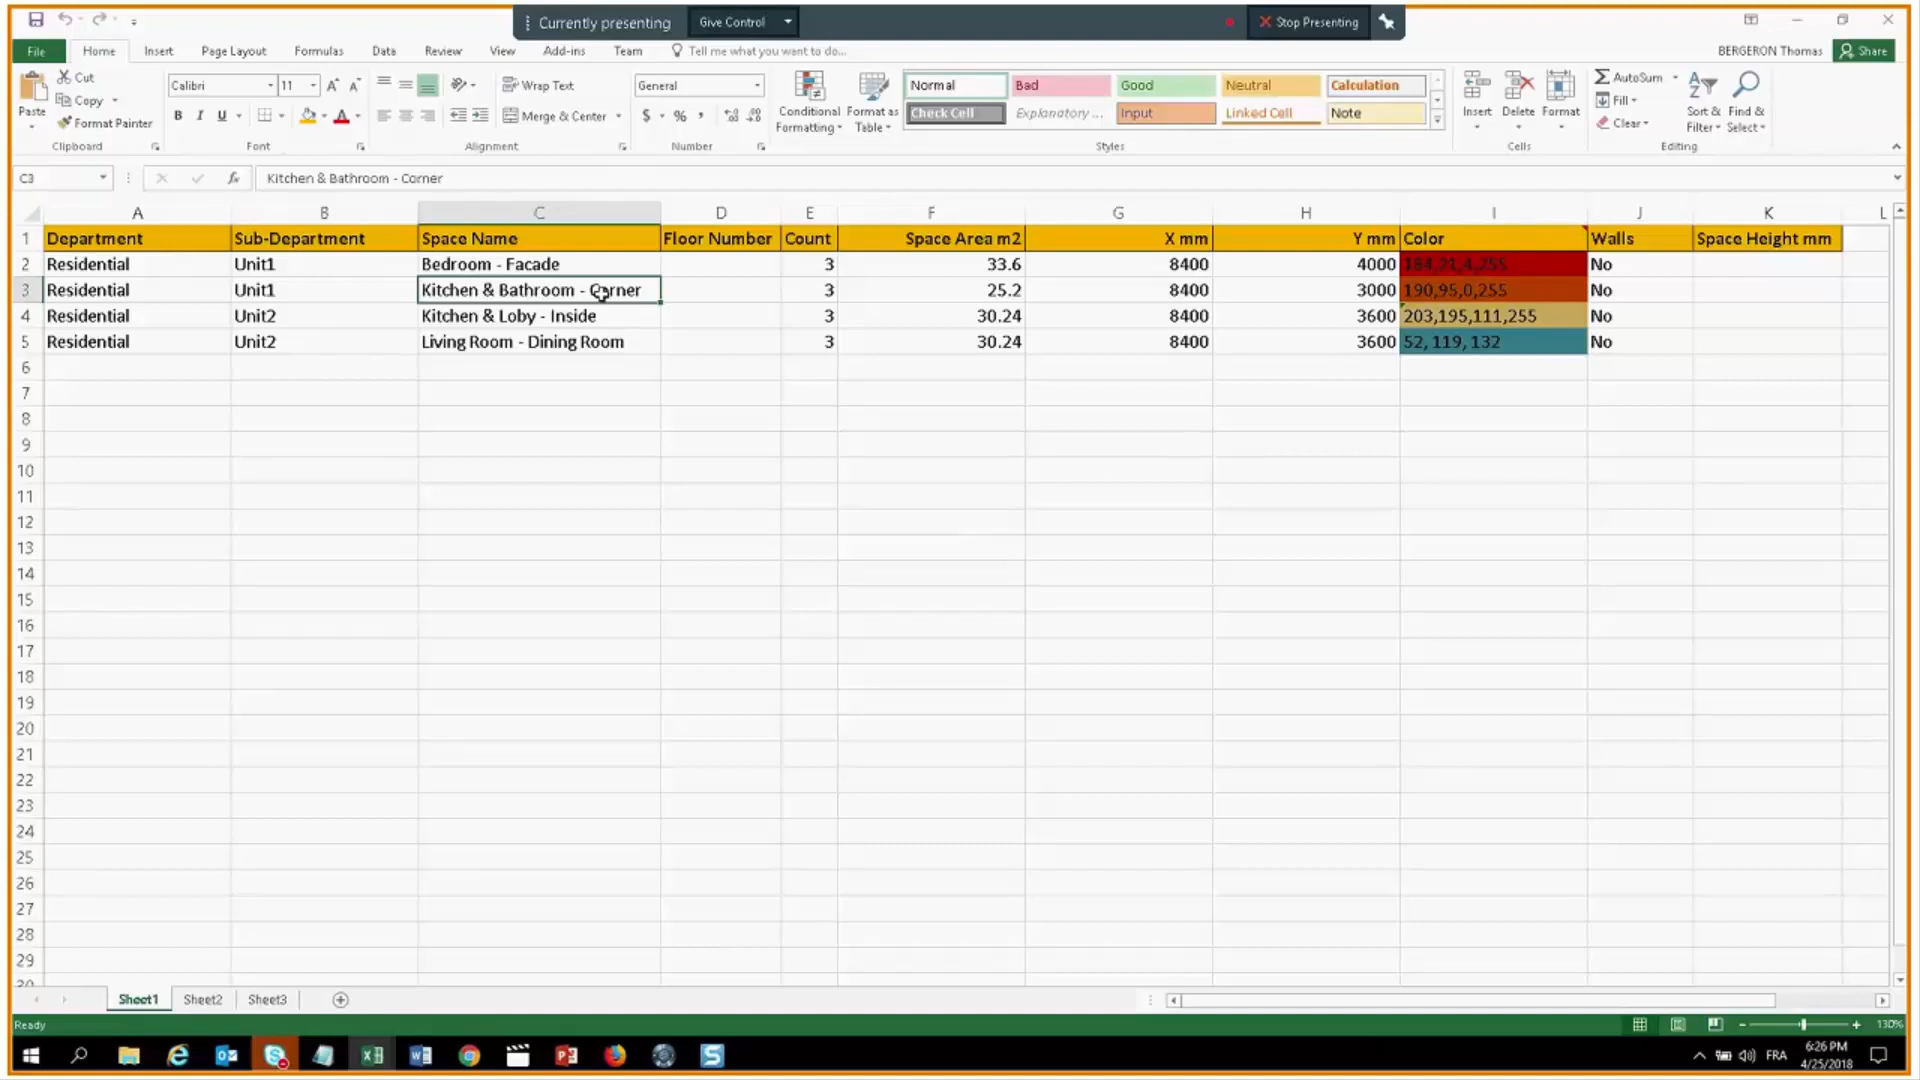 Currently presenting Give Control Stop Presenting
File Home Insert Page Layout Formulas Data Review View Add-ins Team Tell me what you want to do... BERGERON Thomas Share
Paste Cut Copy Format Painter Clipboard
Calibri 11 B I U Font
Wrap Text Merge & Center Alignment
General $ % , Number
Conditional Formatting Format as Table
Normal Bad Good Neutral Calculation
Check Cell Explanatory ... Input Linked Cell Note
Styles
Insert Delete Format Cells
AutoSum Fill Clear Sort & Filter Find & Select Editing
C3 fx Kitchen & Bathroom - Corner
A B C D E F G H I J K L
1 Department Sub-Department Space Name Floor Number Count Space Area m2 X mm Y mm Color Walls Space Height mm
2 Residential Unit1 Bedroom - Facade 3 33.6 8400 4000 184,21,4,255 No
3 Residential Unit1 Kitchen & Bathroom - Corner 3 25.2 8400 3000 190,95,0,255 No
4 Residential Unit2 Kitchen & Loby - Inside 3 30.24 8400 3600 203,195,111,255 No
5 Residential Unit2 Living Room - Dining Room 3 30.24 8400 3600 52, 119, 132 No
6
7
8
9
10
11
12
13
14
15
16
17
18
19
20
21
22
23
24
25
26
27
28
29
30
Sheet1 Sheet2 Sheet3
Ready 130%
FRA 6:26 PM
4/25/2018